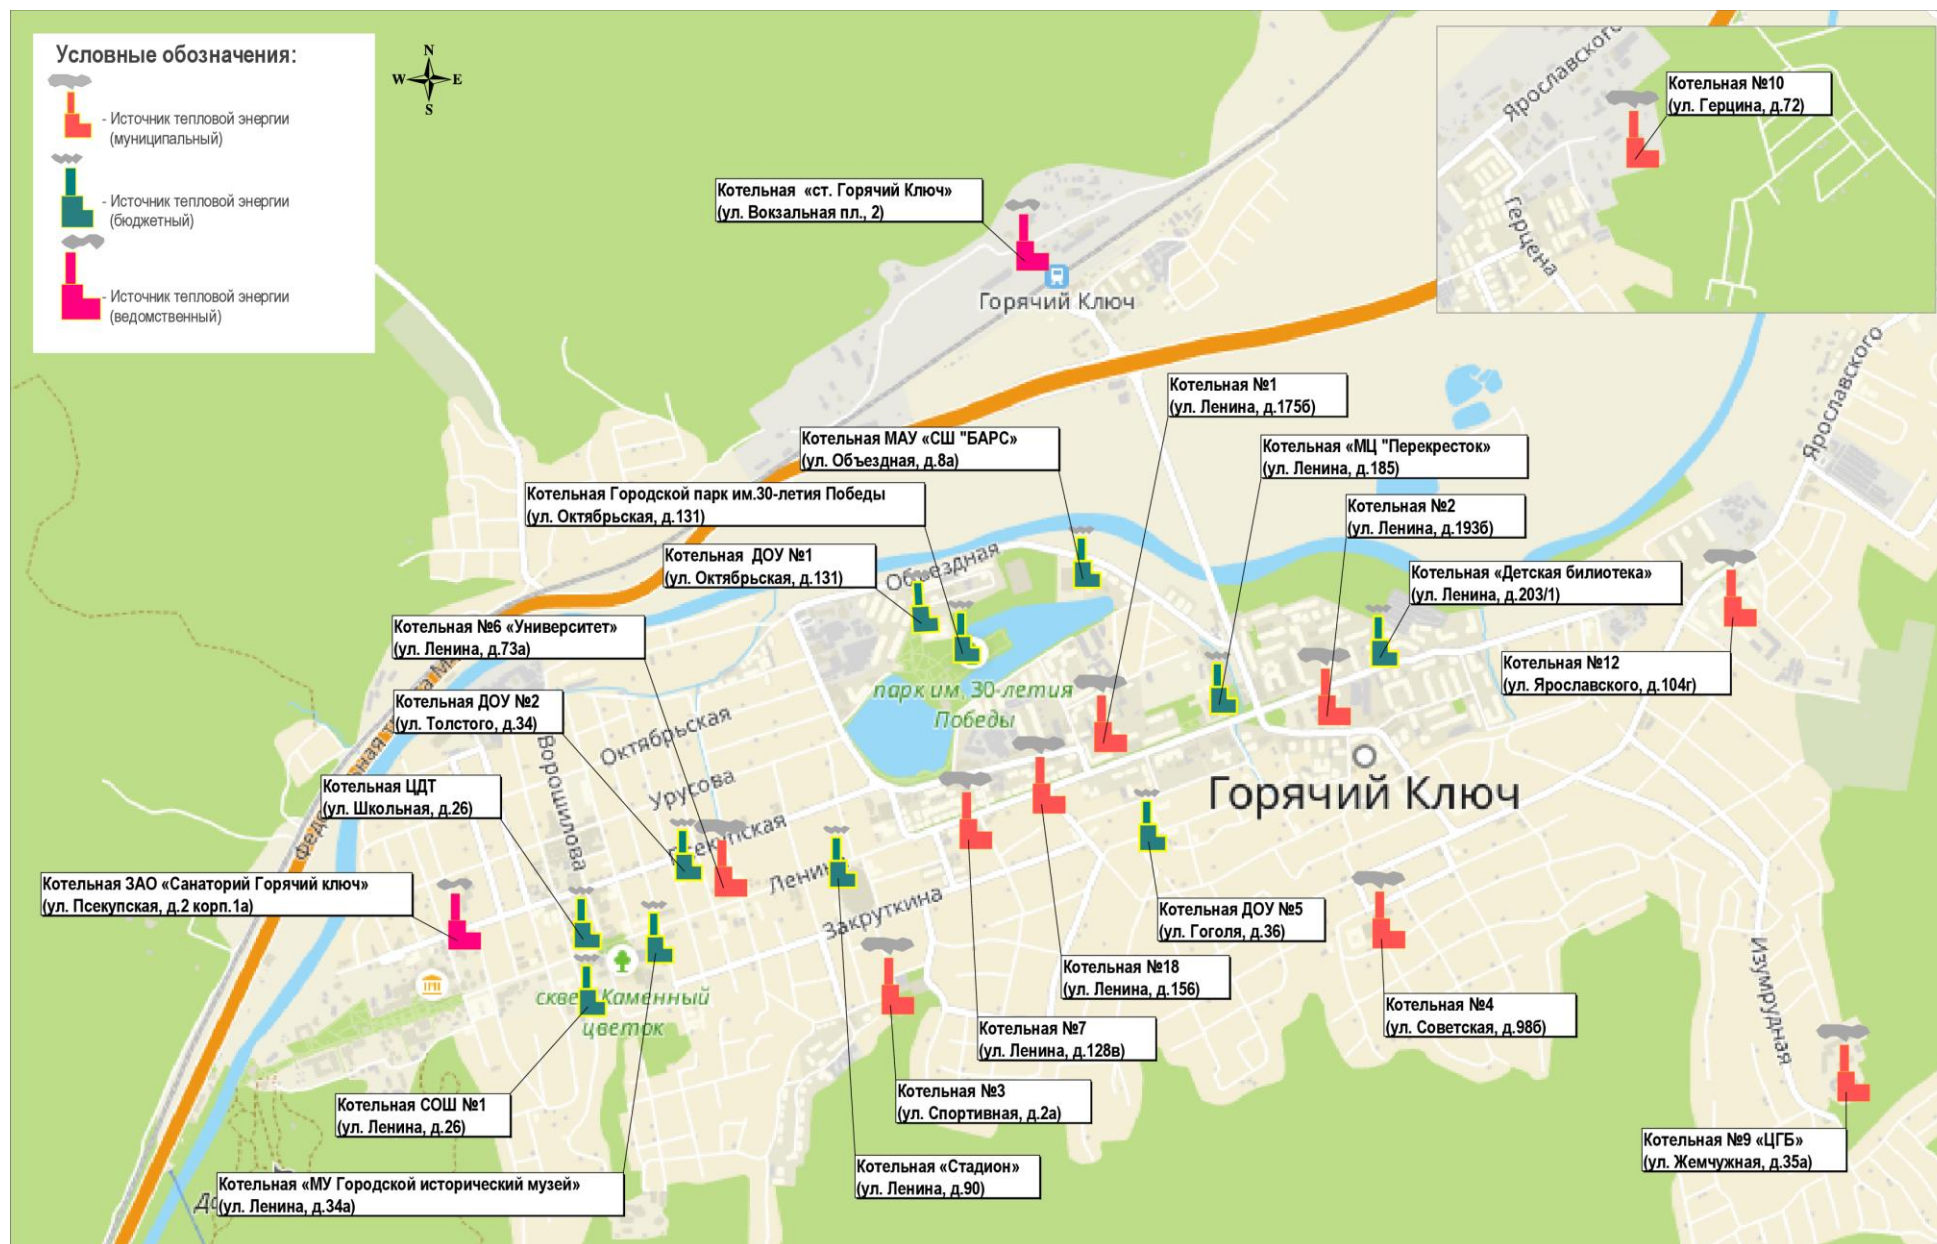 Условные обозначения:
- Источник тепловой энергии
(муниципальный)
- Источник тепловой энергии
(бюджетный)
- Источник тепловой энергии
(ведомственный)
N
W
E
S
Ярославского
Котельная №10
(ул. Герцина, д.72)
Герцена
Котельная «ст. Горячий Ключ»
(ул. Вокзальная пл., 2)
Горячий Ключ
Ярославского
Котельная №1
(ул. Ленина, д.175б)
Котельная МАУ «СШ "БАРС»
(ул. Объездная, д.8а)
Котельная «МЦ "Перекресток»
(ул. Ленина, д.185)
Котельная Городской парк им.30-летия Победы
(ул. Октябрьская, д.131)
Котельная №2
(ул. Ленина, д.193б)
Котельная ДОУ №1
(ул. Октябрьская, д.131)
Объездная
Котельная «Детская билиотека»
(ул. Ленина, д.203/1)
Котельная №6 «Университет»
(ул. Ленина, д.73а)
Котельная №12
(ул. Ярославского, д.104г)
парк им. 30-летия
Победы
Котельная ДОУ №2
(ул. Толстого, д.34)
Октябрьская
Урусова
Ворошилова
Котельная ЦДТ
(ул. Школьная, д.26)
Горячий Ключ
Псекупская
Ленина
Закруткина
Котельная ЗАО «Санаторий Горячий ключ»
(ул. Псекупская, д.2 корп.1а)
Котельная ДОУ №5
(ул. Гоголя, д.36)
Котельная №18
(ул. Ленина, д.156)
Изумрудная
сквер Каменный
цветок
Котельная №4
(ул. Советская, д.98б)
Котельная №7
(ул. Ленина, д.128в)
Котельная №3
(ул. Спортивная, д.2а)
Котельная СОШ №1
(ул. Ленина, д.26)
Котельная №9 «ЦГБ»
(ул. Жемчужная, д.35а)
Котельная «Стадион»
(ул. Ленина, д.90)
Котельная «МУ Городской исторический музей»
(ул. Ленина, д.34а)